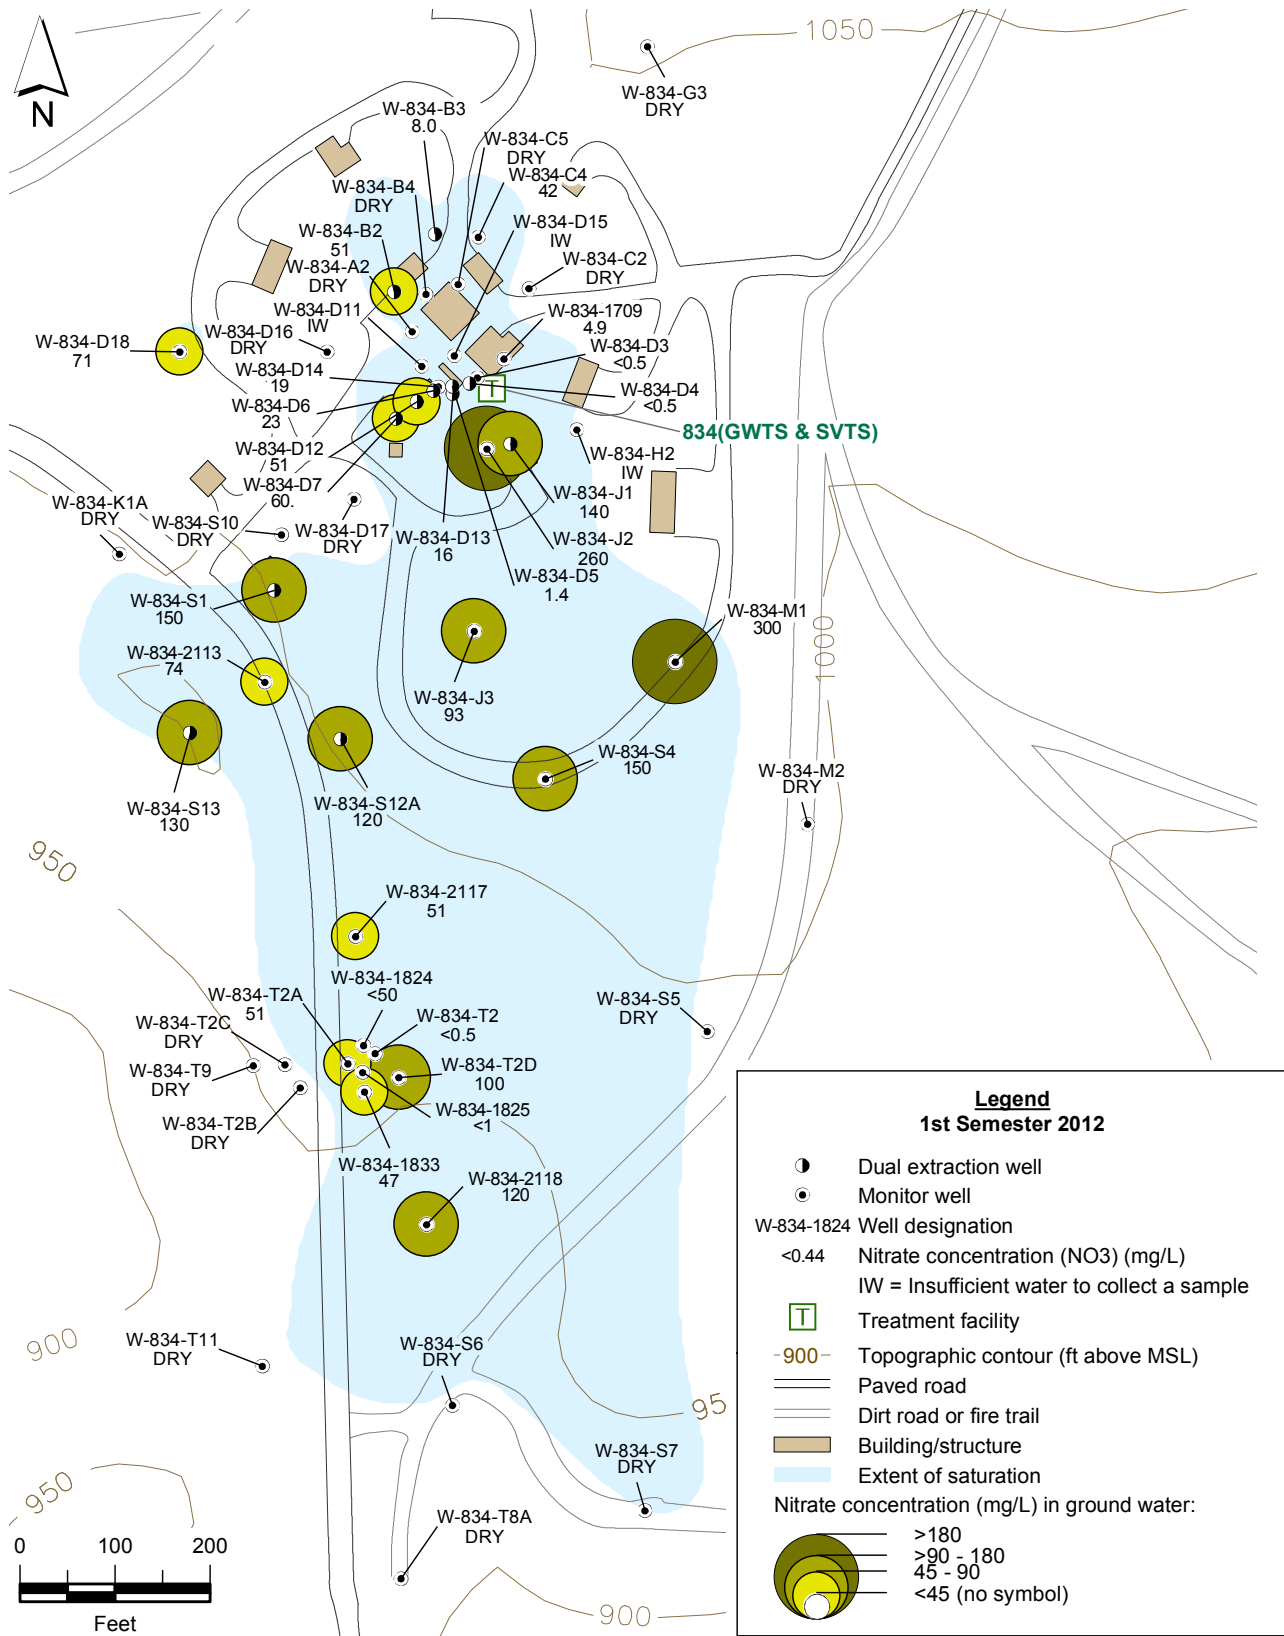 1050
N
W-834-G3
DRY
W-834-B3
8.0
W-834-C5
DRY
W-834-C4
42
W-834-B4
DRY
W-834-D15
IW
W-834-B2
51
W-834-C2
DRY
W-834-A2
DRY
W-834-D11
IW
W-834-1709
4.9
W-834-D16
DRY
W-834-D18
71
W-834-D3
<0.5
W-834-D14
19
W-834-D4
<0.5
T
W-834-D6
23
834(GWTS & SVTS)
W-834-D12
51
W-834-H2
IW
W-834-D7
60.
W-834-J1
140
W-834-K1A
DRY
W-834-S10
DRY
W-834-D17
DRY
W-834-D13
16
W-834-J2
260
W-834-D5
1.4
W-834-S1
150
W-834-M1
300
1000
W-834-2113
74
W-834-J3
93
W-834-S4
150
W-834-M2
DRY
W-834-S13
130
W-834-S12A
120
950
W-834-2117
51
W-834-1824
<50
W-834-T2A
51
W-834-S5
DRY
W-834-T2
<0.5
W-834-T2C
DRY
W-834-T9
DRY
W-834-T2D
100
W-834-1825
<1
W-834-T2B
DRY
W-834-1833
47
W-834-2118
120
900
W-834-T11
DRY
W-834-S6
DRY
95
W-834-S7
DRY
950
W-834-T8A
DRY
900
0 100 200
Feet
Legend
1st Semester 2012
Dual extraction well
Monitor well
W-834-1824 Well designation
<0.44 Nitrate concentration (NO3) (mg/L)
IW = Insufficient water to collect a sample
T Treatment facility
900 Topographic contour (ft above MSL)
Paved road
Dirt road or fire trail
Building/structure
Extent of saturation
Nitrate concentration (mg/L) in ground water:
>180
>90 - 180
45 - 90
<45 (no symbol)